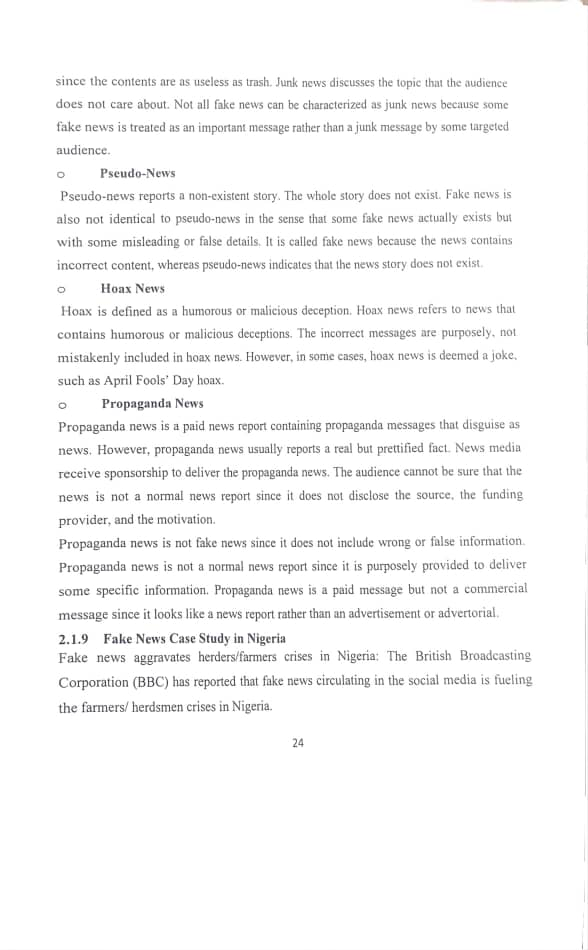 since the contents are as useless as trash. Junk news discusses the topic that the audience
does not care about. Not all fake news can be characterized as junk news because some
fake news is treated as an important message rather than a junk message by some targeted
audience.
o Pseudo-News
Pseudo-news reports a non-existent story. The whole story does not exist. Fake news is
also not identical to pseudo-news in the sense that some fake news actually exists but
with some misleading or false details. It is called fake news because the news contains
incorrect content, whereas pseudo-news indicates that the news story does not exist.
o Hoax News
Hoax is defined as a humorous or malicious deception. Hoax news refers to news that
contains humorous or malicious deceptions. The incorrect messages are purposely, not
mistakenly included in hoax news. However, in some cases, hoax news is deemed a joke,
such as April Fools' Day hoax.
o Propaganda News
Propaganda news is a paid news report containing propaganda messages that disguise as
news. However, propaganda news usually reports a real but prettified fact. News media
receive sponsorship to deliver the propaganda news. The audience cannot be sure that the
news is not a normal news report since it does not disclose the source, the funding
provider, and the motivation.
Propaganda news is not fake news since it does not include wrong or false information.
Propaganda news is not a normal news report since it is purposely provided to deliver
some specific information. Propaganda news is a paid message but not a commercial
message since it looks like a news report rather than an advertisement or advertorial.
2.1.9 Fake News Case Study in Nigeria
Fake news aggravates herders/farmers crises in Nigeria: The British Broadcasting
Corporation (BBC) has reported that fake news circulating in the social media is fueling
the farmers/ herdsmen crises in Nigeria.
24